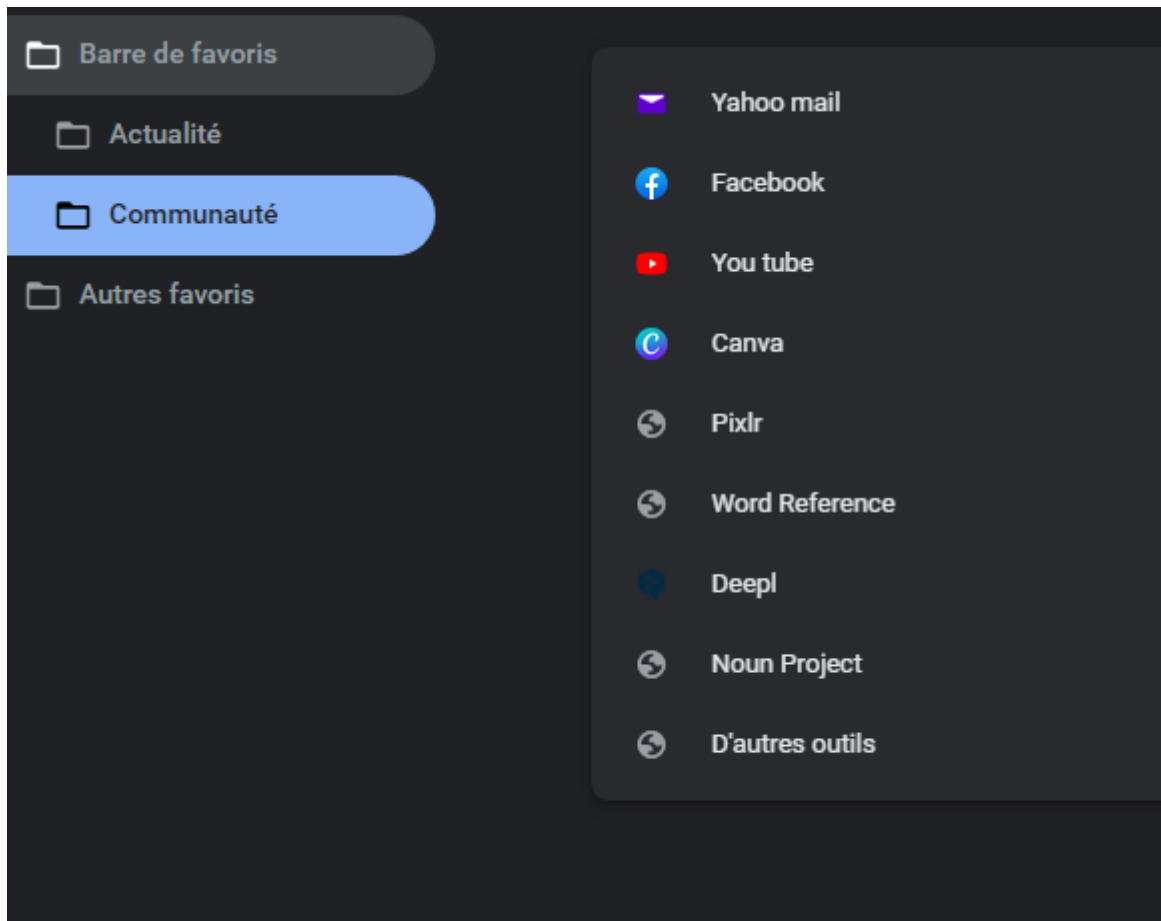 Barre de favoris
Actualité
Communauté
Autres favoris
Yahoo mail
Facebook
You tube
Canva
Pixlr
Word Reference
Deepl
Noun Project
D'autres outils